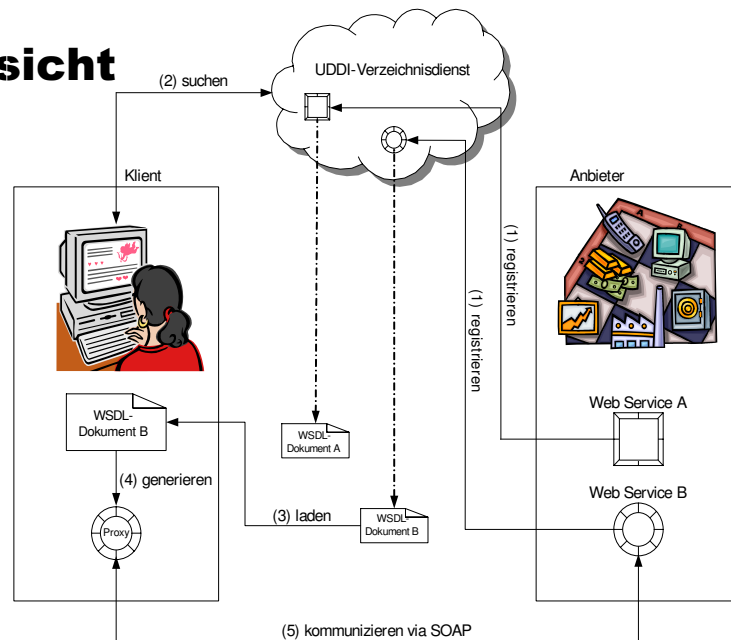 sicht
UDDI-Verzeichnisdienst
(2) suchen
Klient
Anbieter
(1) registrieren
(1) registrieren
Web Service A
WSDL-
Dokument B
WSDL-
Dokument A
(4) generieren
Web Service B
(3) laden
WSDL-
Dokument B
Proxy
(5) kommunizieren via SOAP